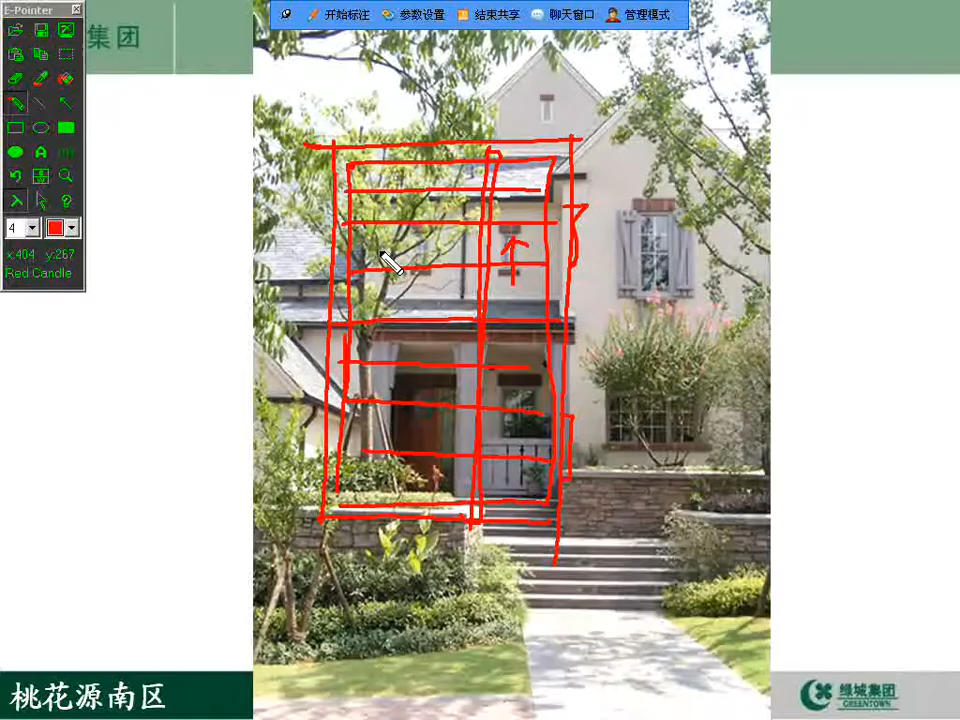 E-Pointer
集团
开始标注 参数设置 结束共享 聊天窗口 管理模式
4
x:404 y:267
Red Candle
桃花源南区
绿城集团
GREENTOWN